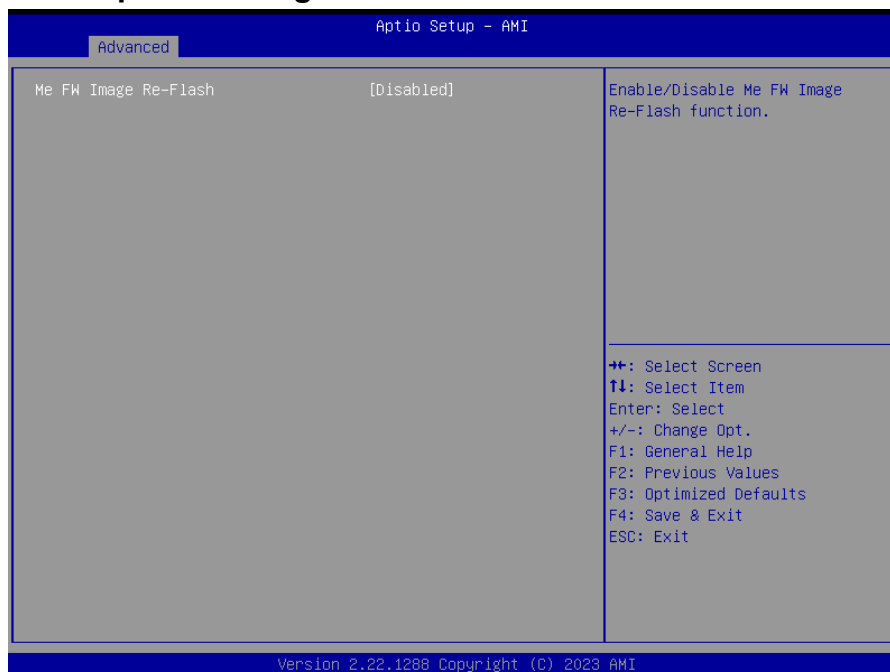 Aptio Setup - AMI
Advanced
Me FW Image Re-Flash [Disabled]
Enable/Disable Me FW Image
Re-Flash function.
→←: Select Screen
↑↓: Select Item
Enter: Select
+/-: Change Opt.
F1: General Help
F2: Previous Values
F3: Optimized Defaults
F4: Save & Exit
ESC: Exit
Version 2.22.1288 Copyright (C) 2023 AMI